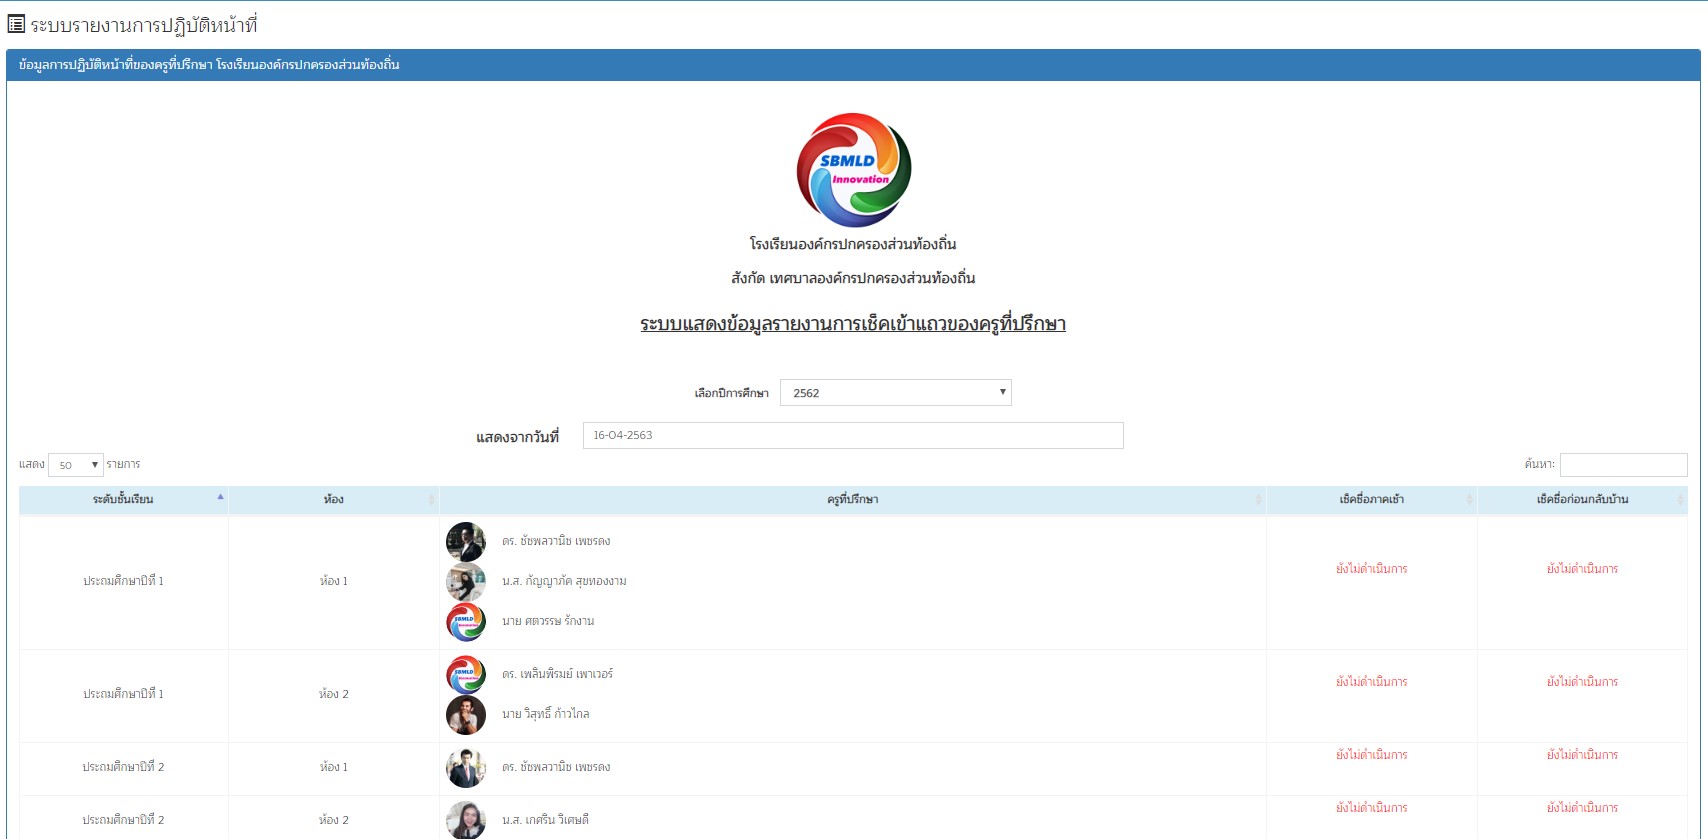 ระบบรายงานการปฏิบัติหน้าที่
ข้อมูลการปฏิบัติหน้าที่ของครูที่ปรึกษา โรงเรียนองค์กรปกครองส่วนท้องถิ่น
SBMLD
Innovation
โรงเรียนองค์กรปกครองส่วนท้องถิ่น
สังกัด เทศบาลองค์กรปกครองส่วนท้องถิ่น
ระบบแสดงข้อมูลรายงานการเช็คเข้าแถวของครูที่ปรึกษา
เลือกปีการศึกษา 2562
แสดงจากวันที่ 16-04-2563
แสดง 50 รายการ ค้นหา:
ระดับชั้นเรียน ห้อง ครูที่ปรึกษา เช็คชื่อภาคเช้า เช็คชื่อก่อนกลับบ้าน
ดร. ชัชพลวานิช เพชรดง
ประถมศึกษาปีที่ 1 ห้อง 1 น.ส. กัญญาภัค สุขทองงาม ยังไม่ดำเนินการ ยังไม่ดำเนินการ
SBMLD Innovation นาย ศตวรรษ รักงาน
SBMLD Innovation ดร. เพลินพิรมย์ เพาเวอร์
ประถมศึกษาปีที่ 1 ห้อง 2 ยังไม่ดำเนินการ ยังไม่ดำเนินการ
นาย วิสุทธิ์ ก้าวไกล
ประถมศึกษาปีที่ 2 ห้อง 1 ดร. ชัชพลวานิช เพชรดง ยังไม่ดำเนินการ ยังไม่ดำเนินการ
ประถมศึกษาปีที่ 2 ห้อง 2 น.ส. เกศริน วิเศษดี ยังไม่ดำเนินการ ยังไม่ดำเนินการ